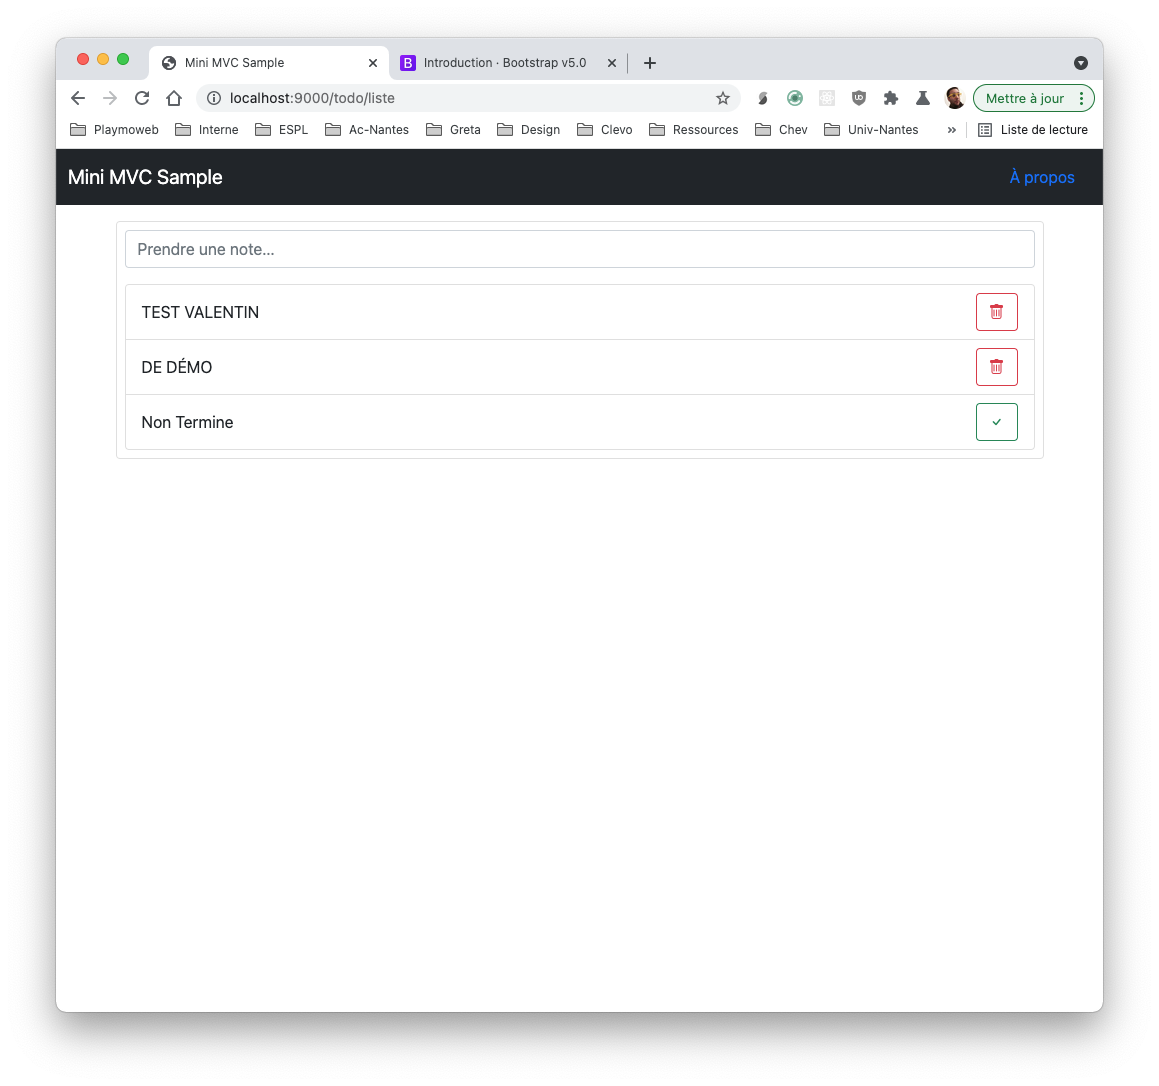 Mini MVC Sample
Introduction · Bootstrap v5.0
localhost:9000/todo/liste
Mettre à jour
Playmoweb Interne ESPL Ac-Nantes Greta Design Clevo Ressources Chev Univ-Nantes » Liste de lecture
Mini MVC Sample À propos
Prendre une note...
TEST VALENTIN
DE DÉMO
Non Termine